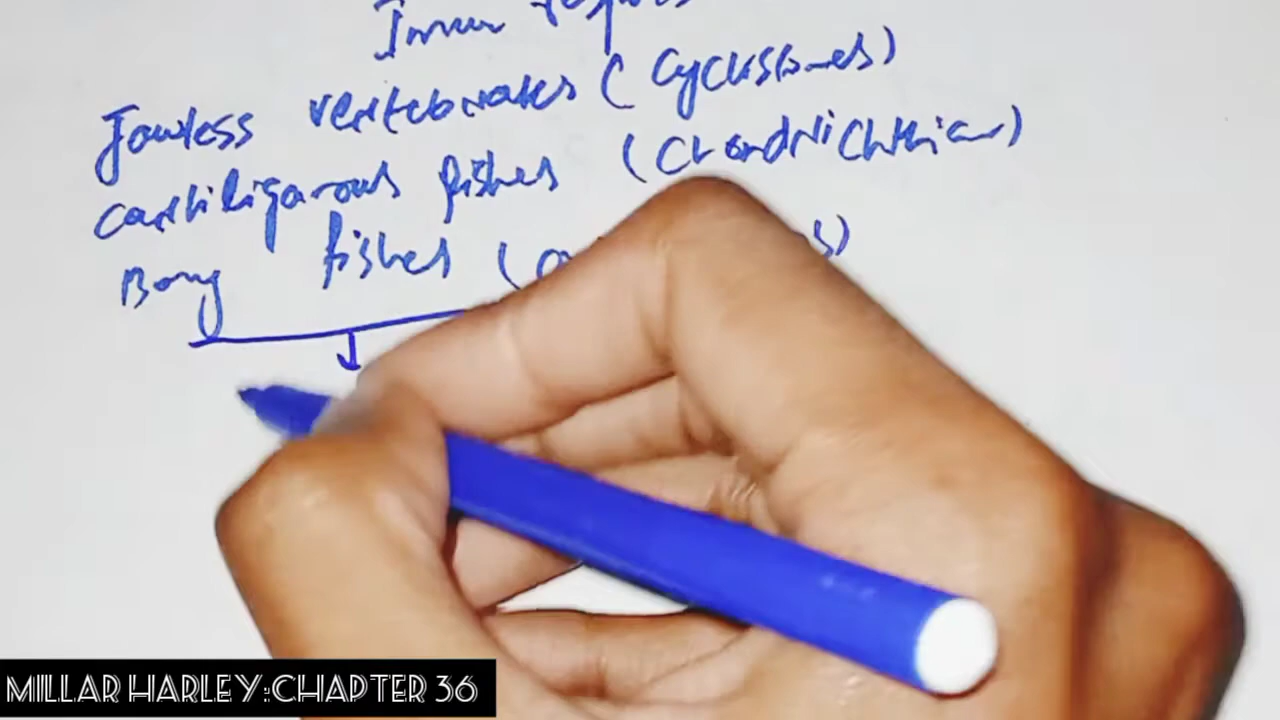 Jawless vertebrates (Cyclostomes)
cartiligarous fishes (Chondrichthian)
Bony fishes (
MILLAR HARLEY:CHAPTER 36